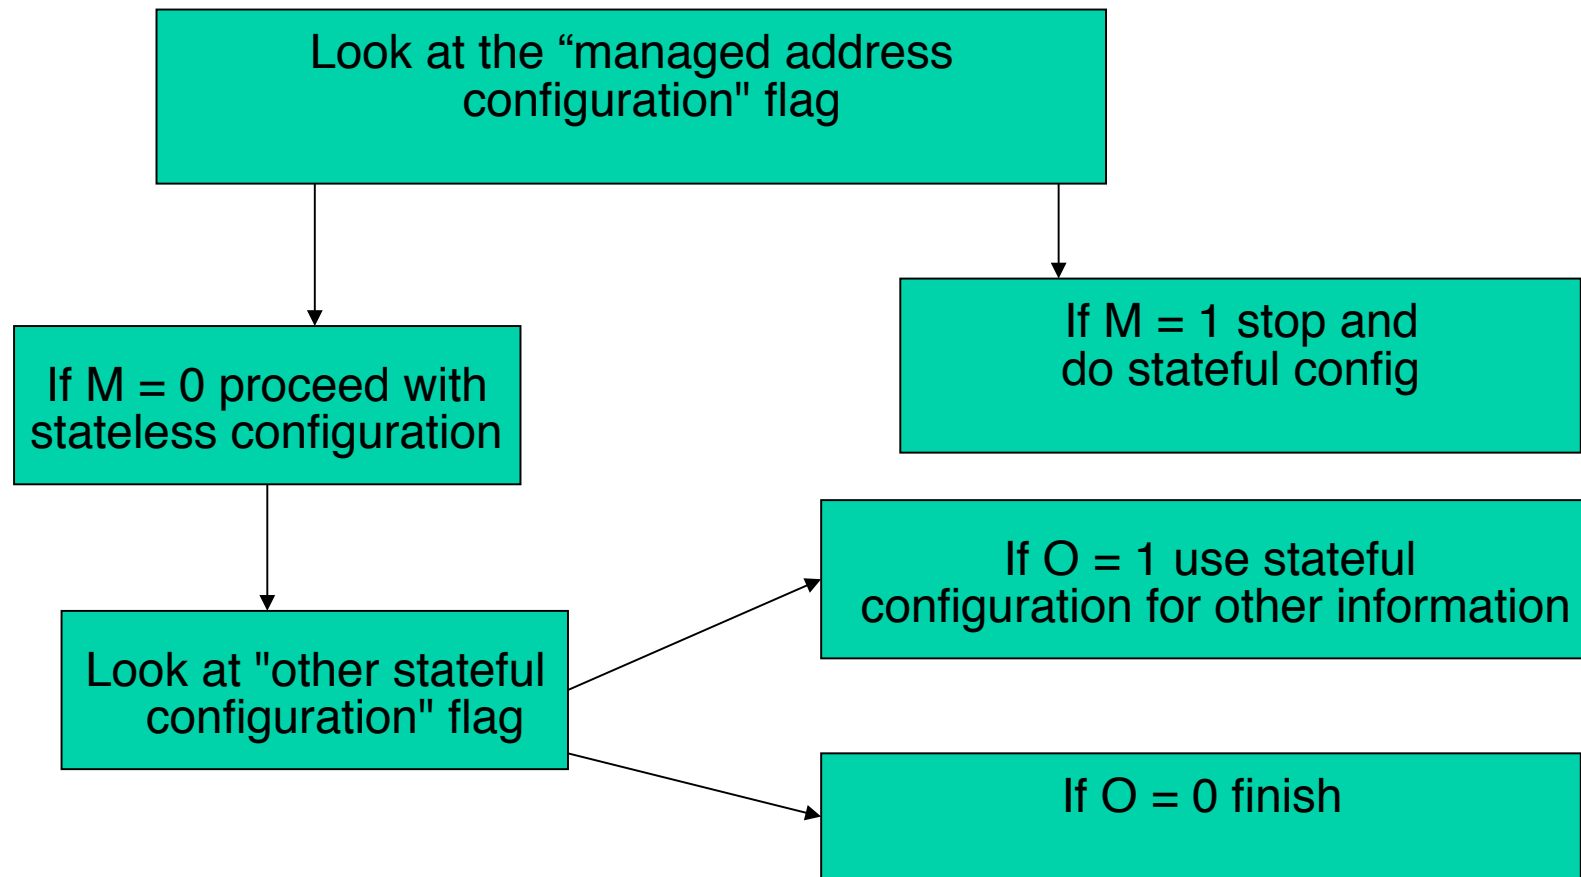 Look at the “managed address
configuration" flag
If M = 1 stop and
do stateful config
If M = 0 proceed with
stateless configuration
If O = 1 use stateful
configuration for other information
Look at "other stateful
configuration" flag
If O = 0 finish